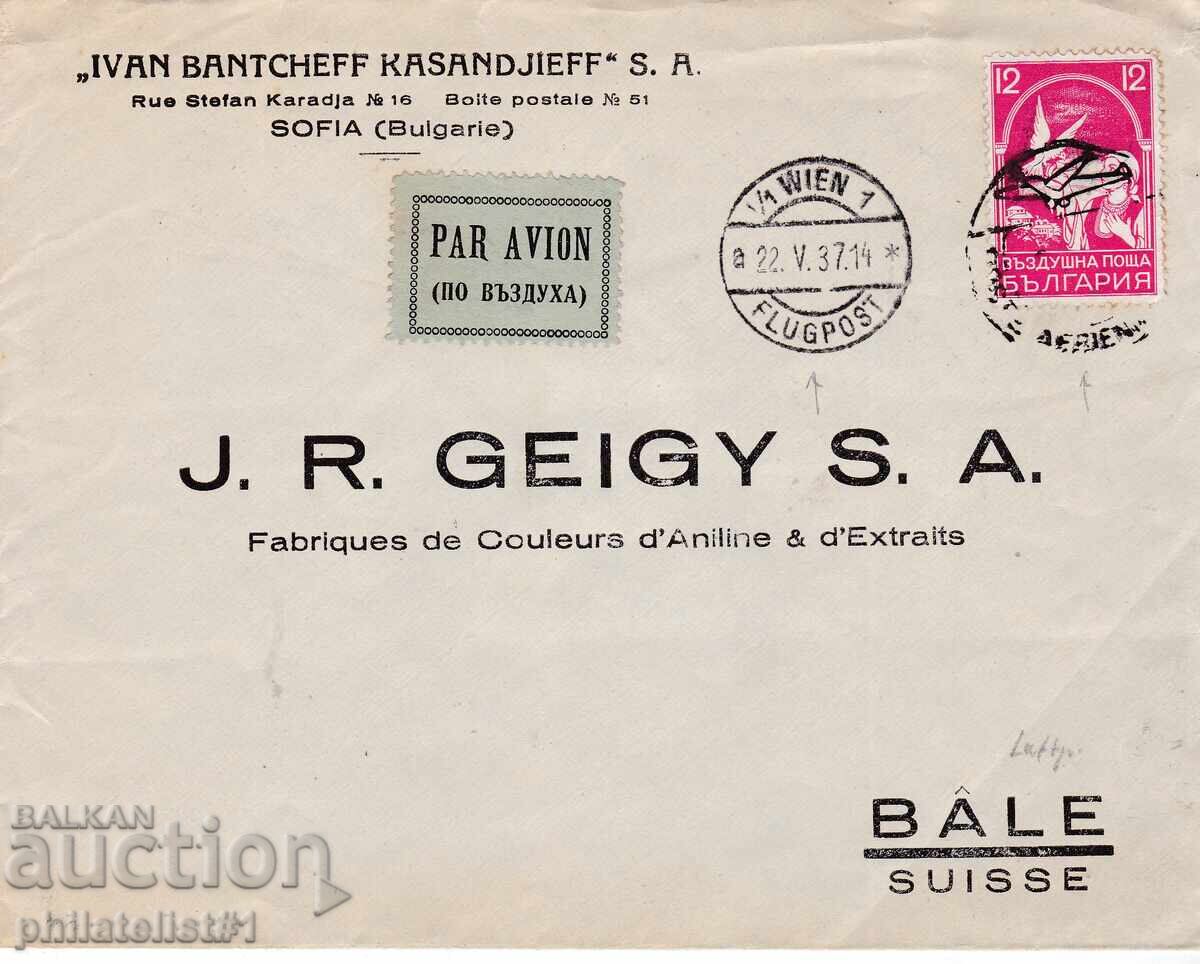 „IVAN BANTCHEFF KASANDJIEFF“ S. A.
Rue Stefan Karadja № 16 Boite postale № 51
SOFIA (Bulgarie)
PAR AVION
(ПО ВЪЗДУХА)
1/1 WIEN 1
a 22. V. 37.14 *
FLUGPOST
12 12
ВЪЗДУШНА ПОЩА
БЪЛГАРИЯ
J. R. GEIGY S. A.
Fabriques de Couleurs d'Aniline & d'Extraits
BÂLE
SUISSE
BALKAN
auction
philatelist#1